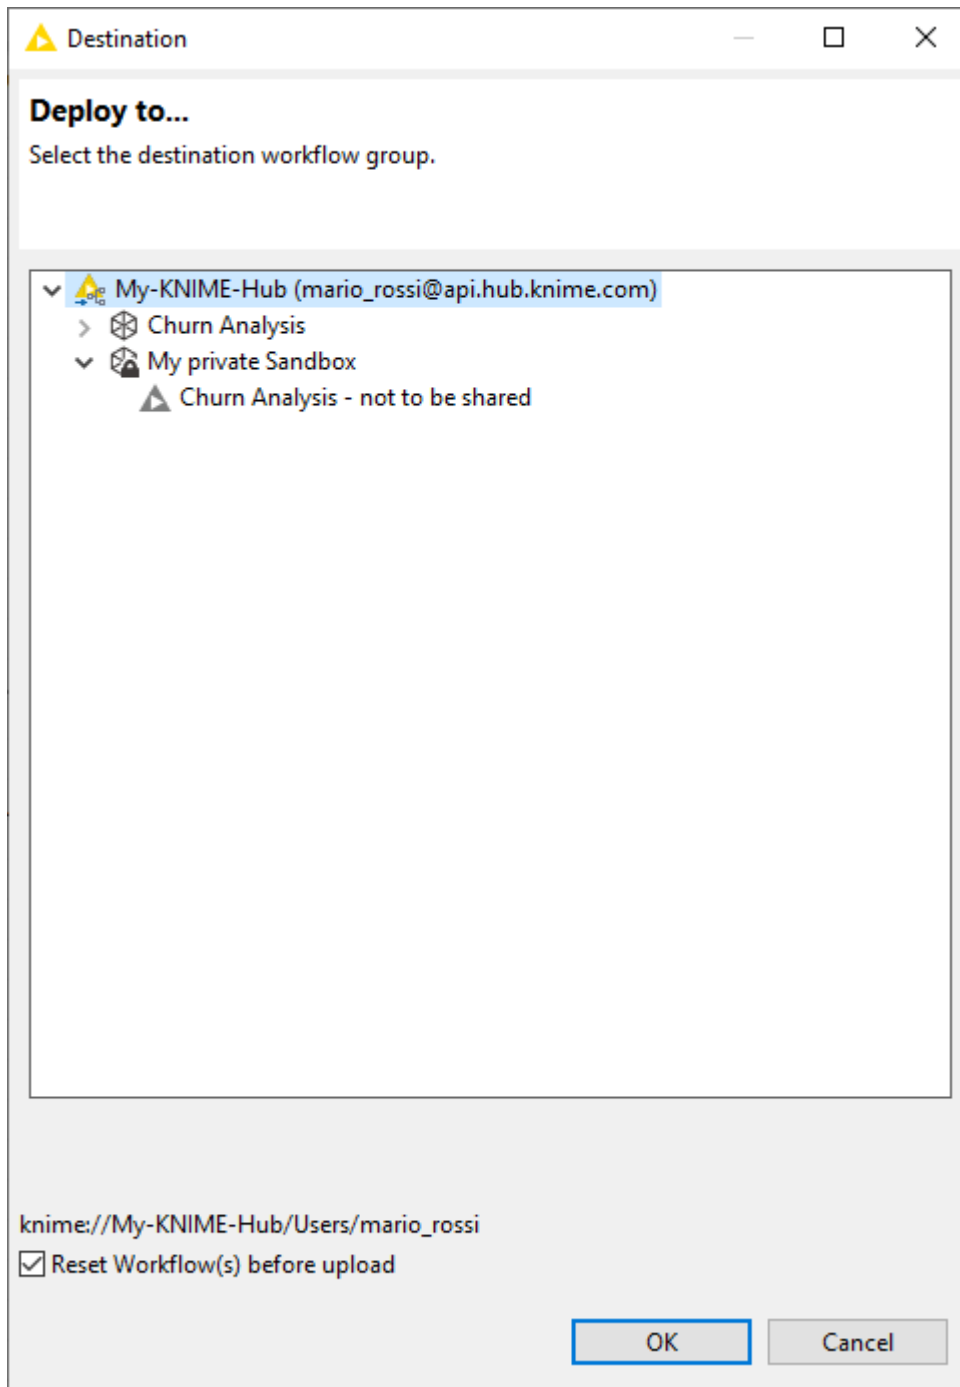 Destination
Deploy to...
Select the destination workflow group.
My-KNIME-Hub (mario_rossi@api.hub.knime.com)
Churn Analysis
My private Sandbox
Churn Analysis - not to be shared
knime://My-KNIME-Hub/Users/mario_rossi
Reset Workflow(s) before upload
OK Cancel